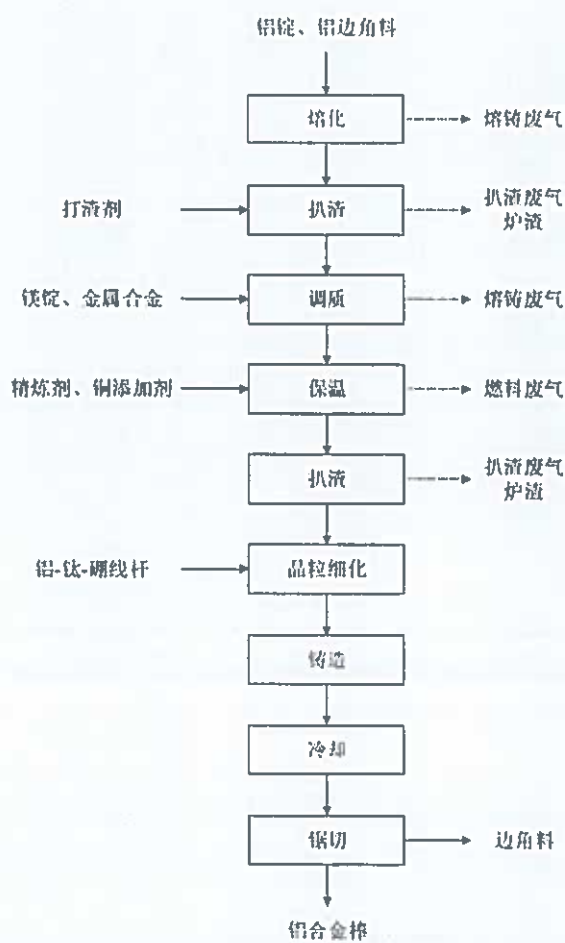 铝锭、铝边角料
熔化
熔铸废气
打渣剂
扒渣
扒渣废气
炉渣
镁锭、金属合金
调质
熔铸废气
精炼剂、铜添加剂
保温
燃料废气
扒渣
扒渣废气
炉渣
铝-钛-硼线杆
晶粒细化
铸造
冷却
锯切
边角料
铝合金棒